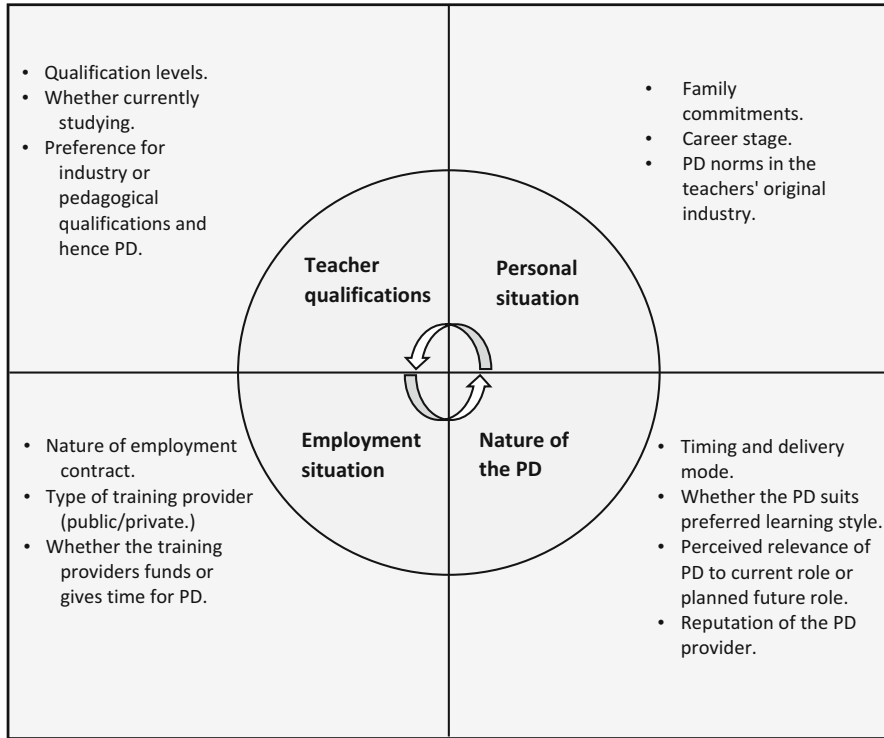 • Qualification levels.
• Whether currently
studying.
• Preference for
industry or
pedagogical
qualifications and
hence PD.
• Family
commitments.
• Career stage.
• PD norms in the
teachers' original
industry.
Teacher
qualifications
Personal
situation
Employment
situation
Nature of
the PD
• Nature of employment
contract.
• Type of training provider
(public/private.)
• Whether the training
providers funds or
gives time for PD.
• Timing and delivery
mode.
• Whether the PD suits
preferred learning style.
• Perceived relevance of
PD to current role or
planned future role.
• Reputation of the PD
provider.